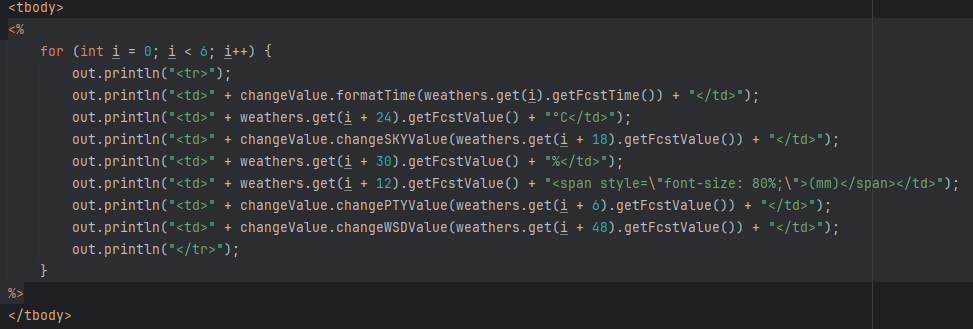 <tbody>
<%
    for (int i = 0; i < 6; i++) {
        out.println("<tr>");
        out.println("<td>" + changeValue.formatTime(weathers.get(i).getFcstTime()) + "</td>");
        out.println("<td>" + weathers.get(i + 24).getFcstValue() + "°C</td>");
        out.println("<td>" + changeValue.changeSKYValue(weathers.get(i + 18).getFcstValue()) + "</td>");
        out.println("<td>" + weathers.get(i + 30).getFcstValue() + "%</td>");
        out.println("<td>" + weathers.get(i + 12).getFcstValue() + "<span style=\"font-size: 80%;\">(mm)</span></td>");
        out.println("<td>" + changeValue.changePTYValue(weathers.get(i + 6).getFcstValue()) + "</td>");
        out.println("<td>" + changeValue.changeWSDValue(weathers.get(i + 48).getFcstValue()) + "</td>");
        out.println("</tr>");
    }
%>
</tbody>